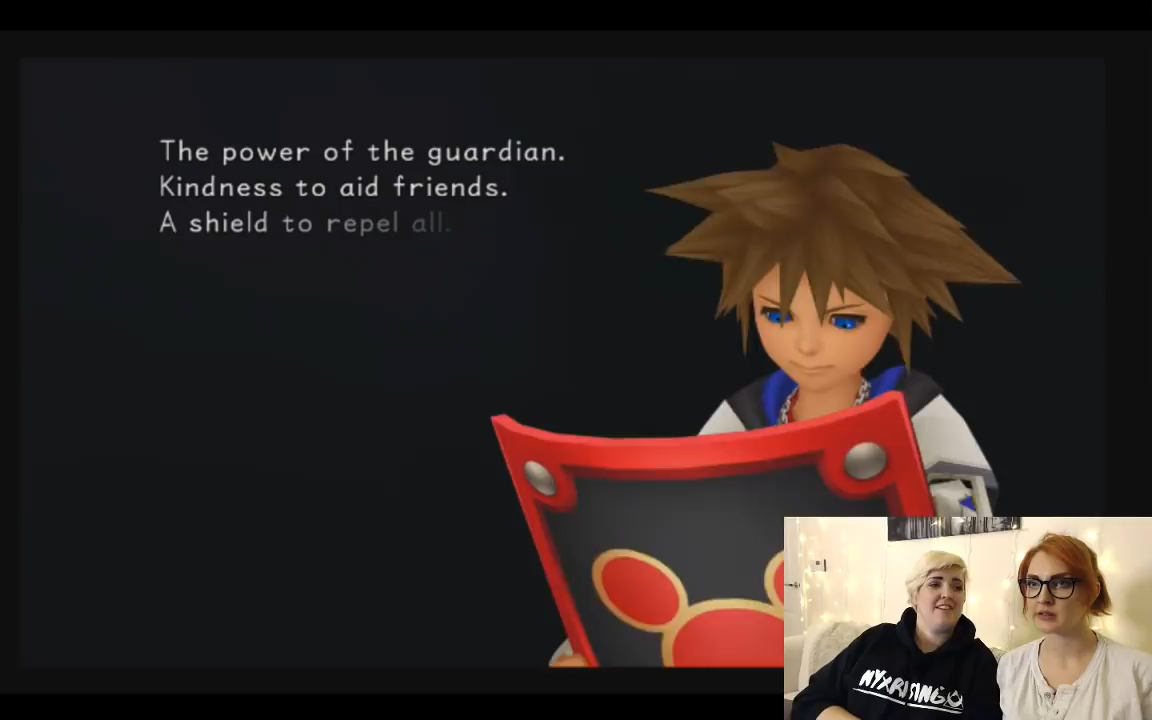 The power of the guardian.
Kindness to aid friends.
A shield to repel all.
NYXRISING